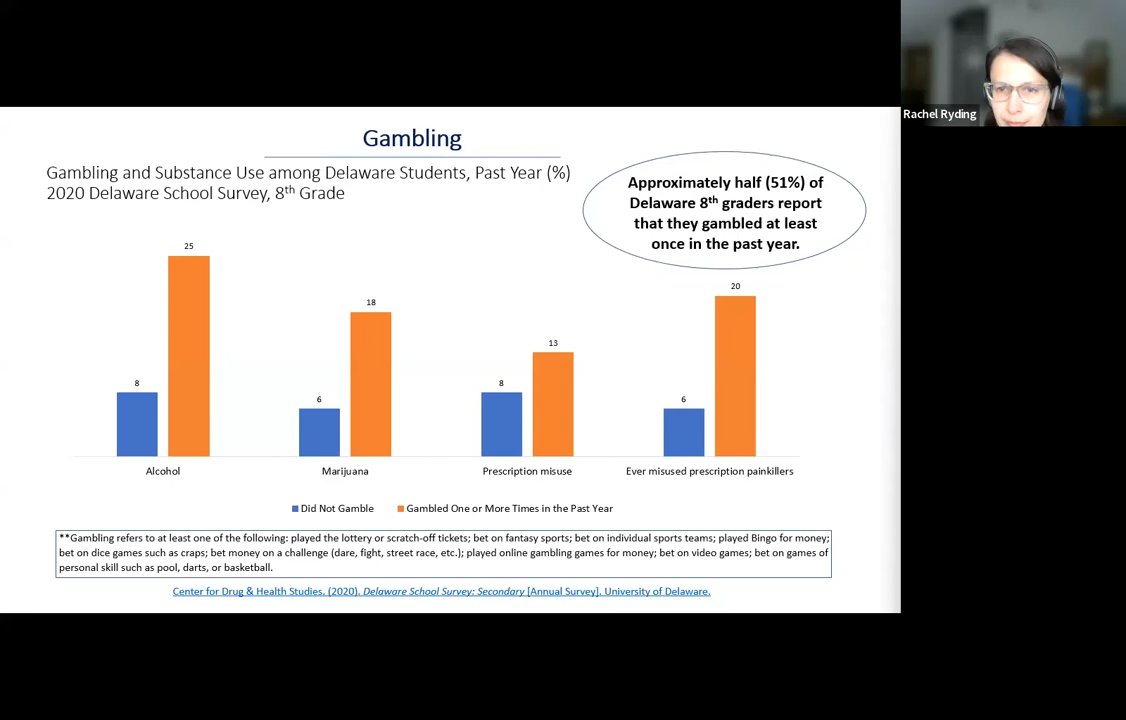 Rachel Ryding
Gambling
Gambling and Substance Use among Delaware Students, Past Year (%)
2020 Delaware School Survey, 8th Grade
Approximately half (51%) of
Delaware 8th graders report
that they gambled at least
once in the past year.
25
8
18
6
13
8
20
6
Alcohol
Marijuana
Prescription misuse
Ever misused prescription painkillers
Did Not Gamble
Gambled One or More Times in the Past Year
**Gambling refers to at least one of the following: played the lottery or scratch-off tickets; bet on fantasy sports; bet on individual sports teams; played Bingo for money;
bet on dice games such as craps; bet money on a challenge (dare, fight, street race, etc.); played online gambling games for money; bet on video games; bet on games of
personal skill such as pool, darts, or basketball.
Center for Drug & Health Studies. (2020). Delaware School Survey: Secondary [Annual Survey]. University of Delaware.